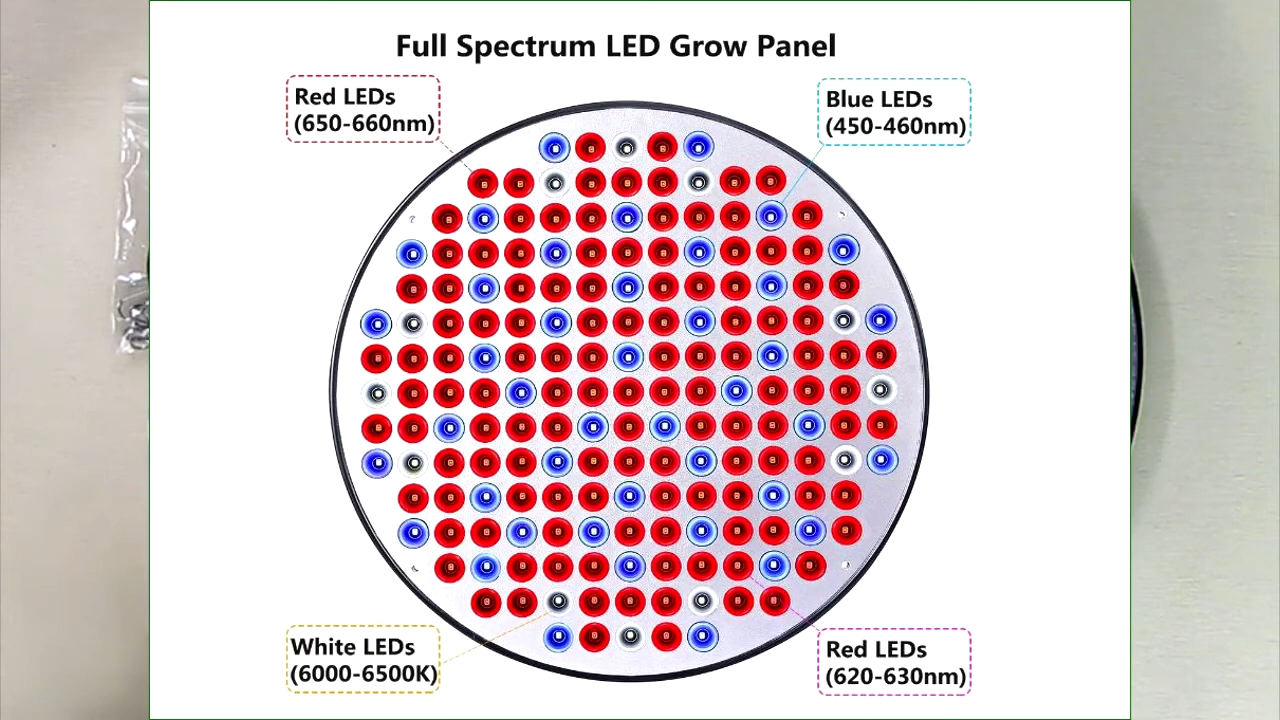 Full Spectrum LED Grow Panel
Red LEDs
(650-660nm)
Blue LEDs
(450-460nm)
White LEDs
(6000-6500K)
Red LEDs
(620-630nm)